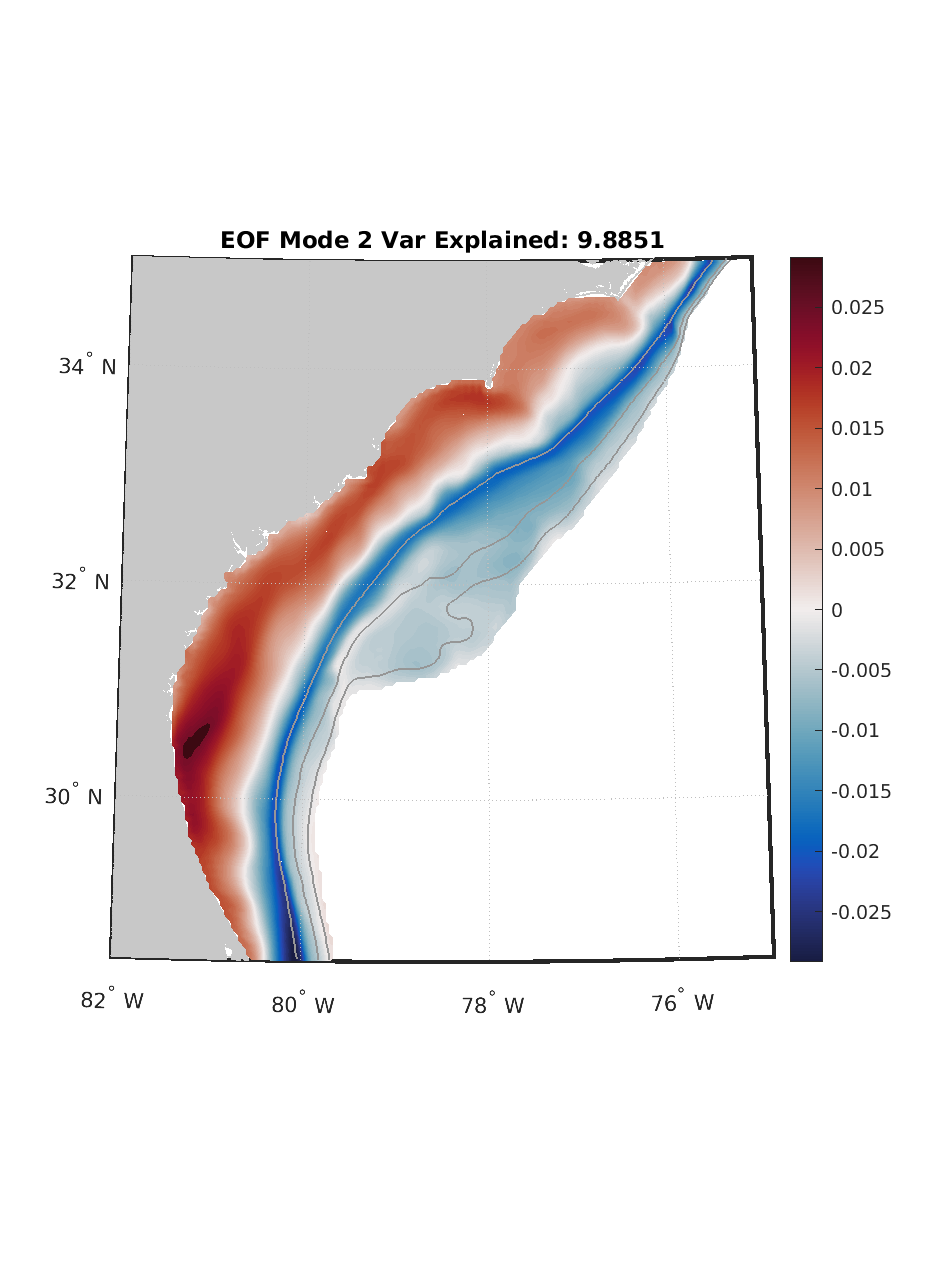 EOF Mode 2 Var Explained: 9.8851
34° N
32° N
30° N
82° W
80° W
78° W
76° W
0.025
0.02
0.015
0.01
0.005
0
-0.005
-0.01
-0.015
-0.02
-0.025